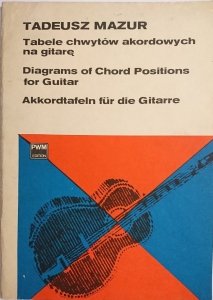 TADEUSZ MAZUR
Tabele chwytów akordowych
na gitarę
Diagrams of Chord Positions
for Guitar
Akkordtafeln für die Gitarre
PWM
EDITION